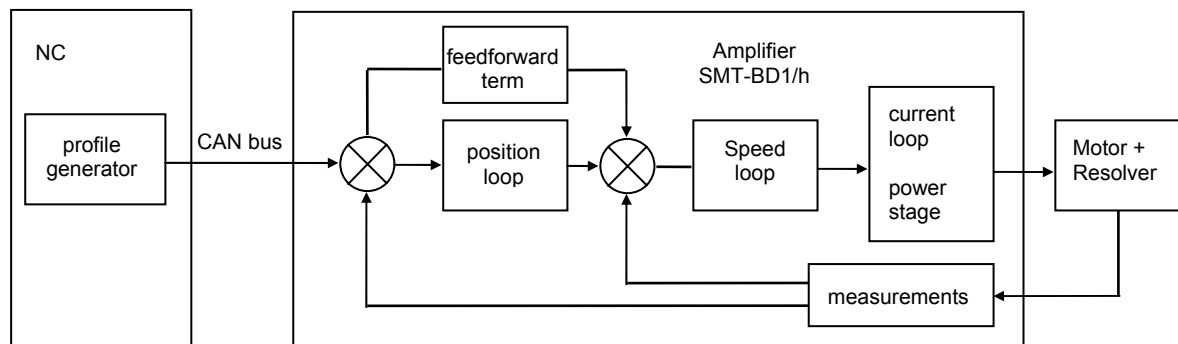 NC
profile
generator
CAN bus
feedforward
term
Amplifier
SMT-BD1/h
position
loop
Speed
loop
current
loop
power
stage
Motor +
Resolver
measurements